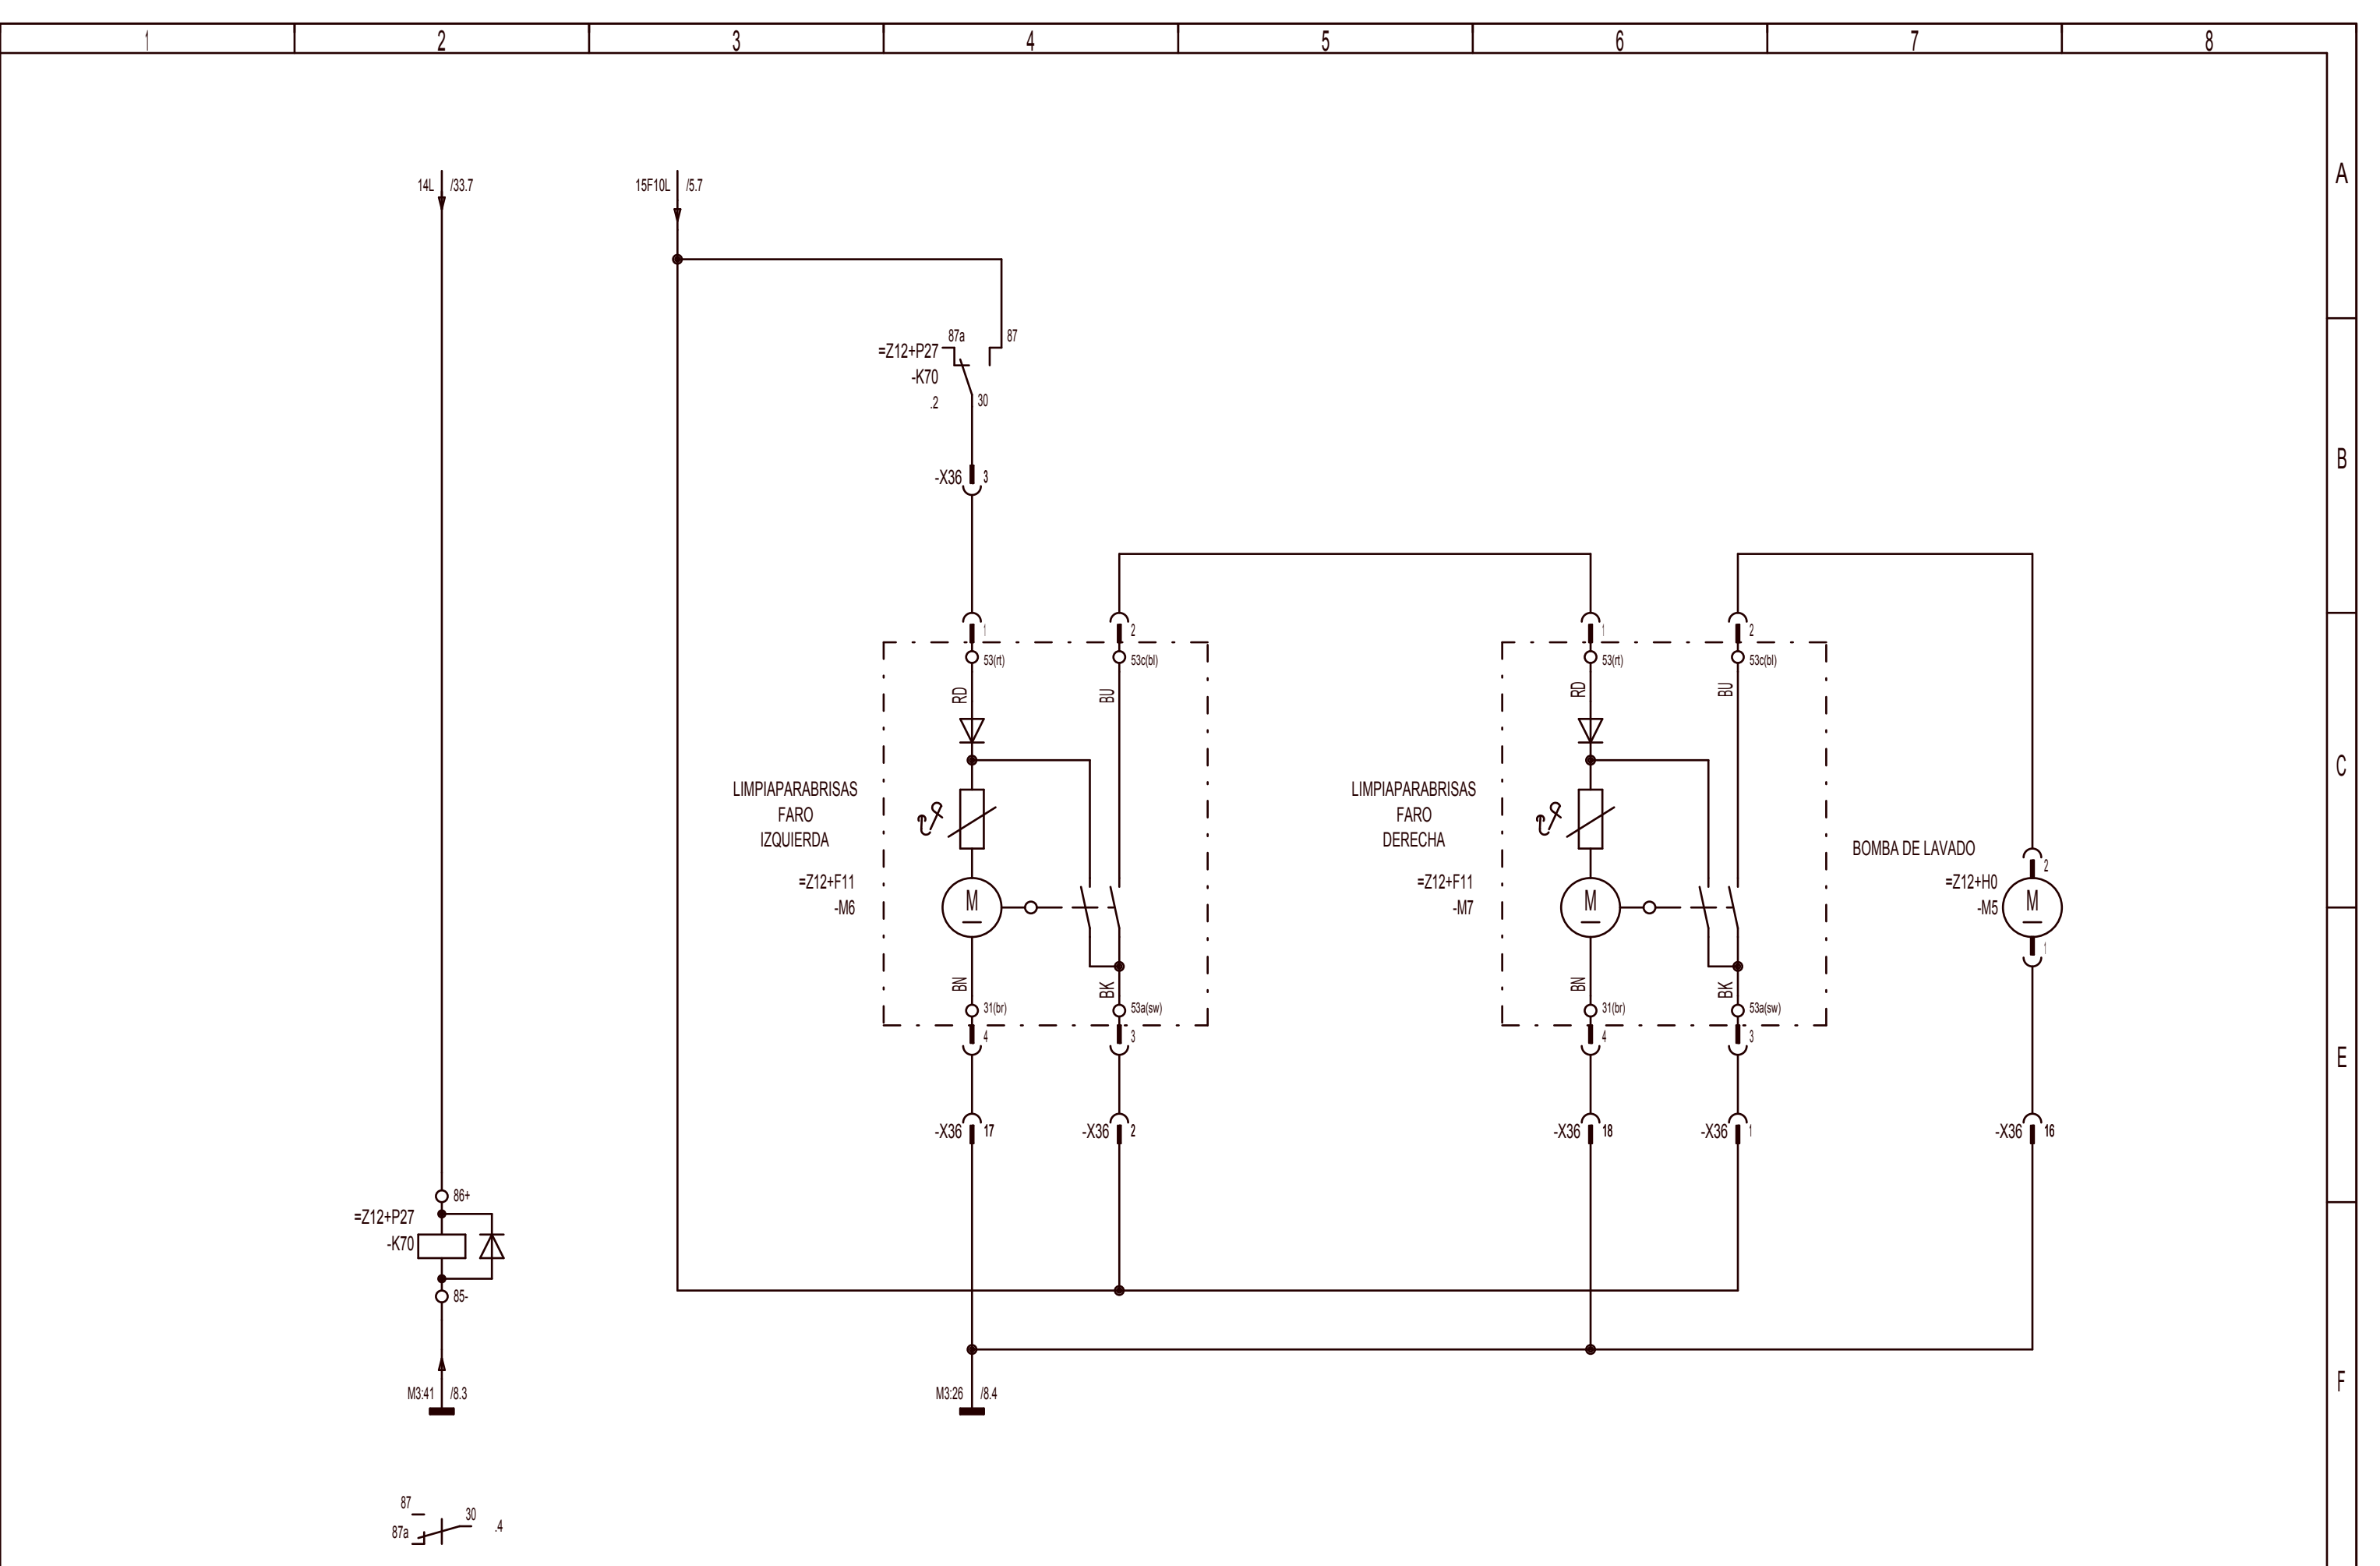 1 2 3 4 5 6 7 8
A
14L /33.7
15F10L /5.7
87a 87
=Z12+P27
-K70
.2 30
B
-X36 3
1 2 1 2
53(rt) 53c(bl) 53(rt) 53c(bl)
RD BU RD BU
C
LIMPIAPARABRISAS
FARO
IZQUIERDA
=Z12+F11
-M6
M
LIMPIAPARABRISAS
FARO
DERECHA
=Z12+F11
-M7
M
BOMBA DE LAVADO
2
=Z12+H0
-M5
M
1
BN BK BN BK
31(br) 53a(sw) 31(br) 53a(sw)
4 3 4 3
E
-X36 17 -X36 2 -X36 18 -X36 1 -X36 16
86+
=Z12+P27
-K70
85-
M3:41 /8.3
M3:26 /8.4
F
87
30 .4
87a